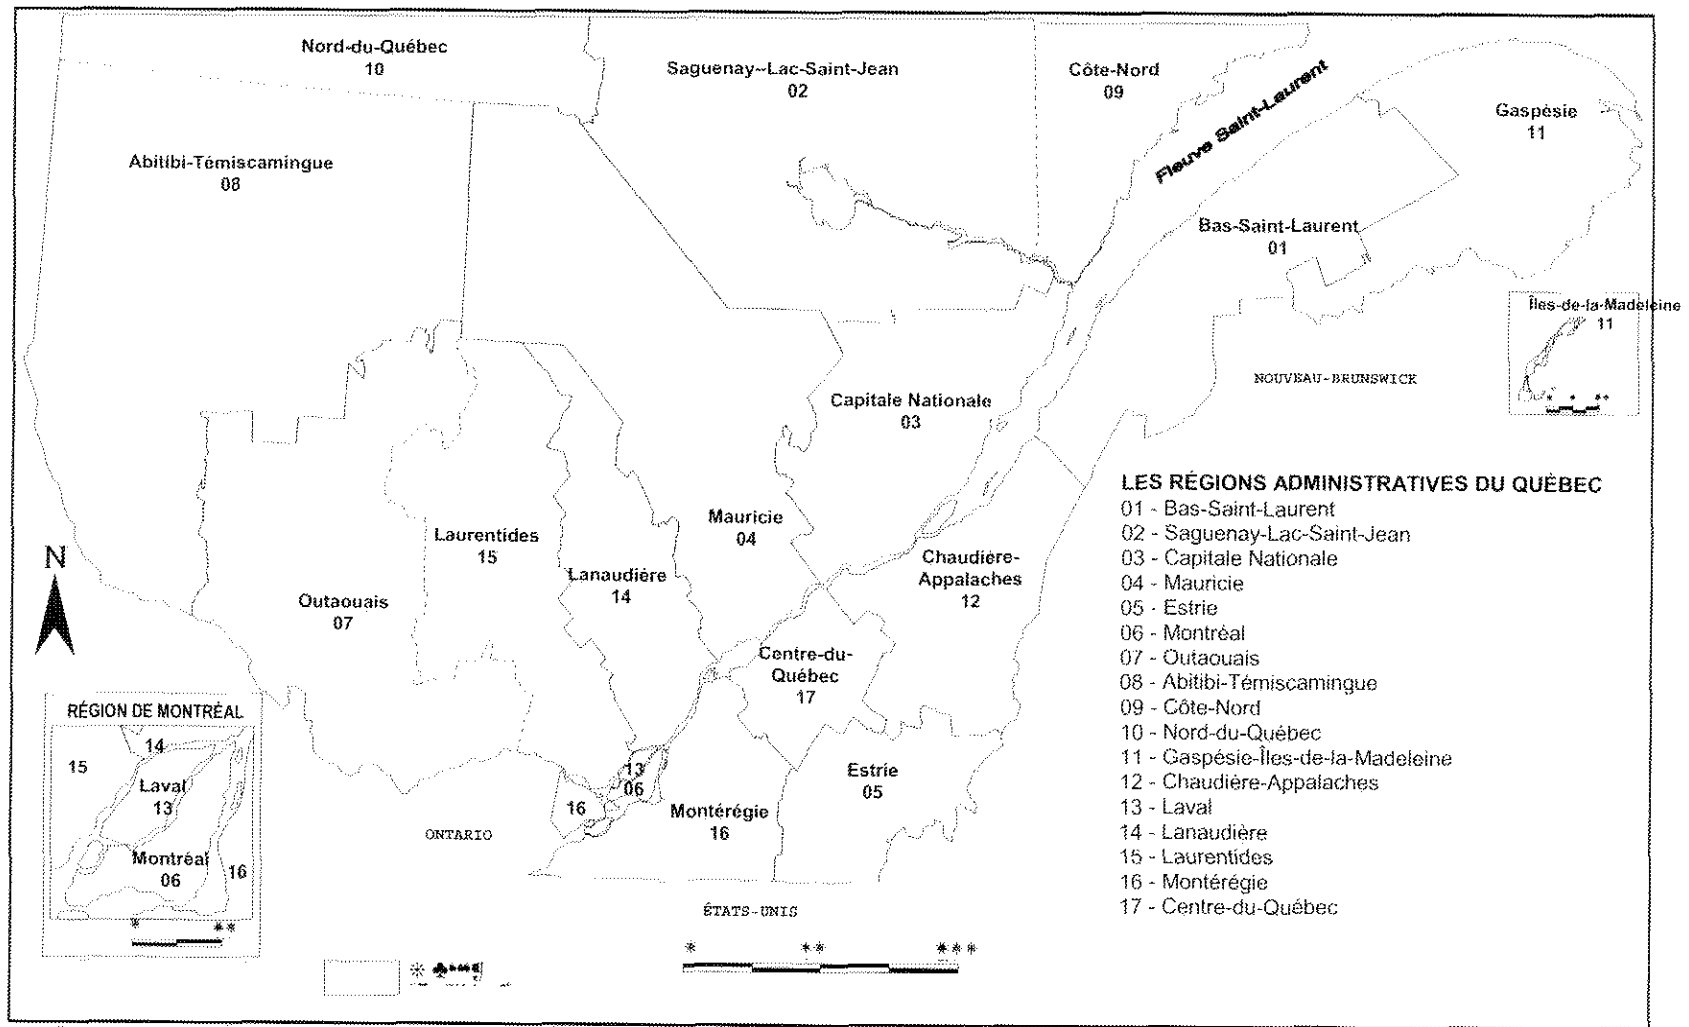 Nord-du-Québec
10
Saguenay-Lac-Saint-Jean
02
Côte-Nord
09
Fleuve Saint-Laurent
Gaspésie
11
Abitibi-Témiscamingue
08
Bas-Saint-Laurent
01
Îles-de-la-Madeleine
11
NOUVEAU-BRUNSWICK
Capitale Nationale
03
Mauricie
04
Laurentides
15
Lanaudière
14
Outaouais
07
Chaudière-
Appalaches
12
Centre-du-
Québec
17
N
RÉGION DE MONTRÉAL
14
15
Laval
13
Montréal
06
16
* **
13
06
16
Montérégie
16
Estrie
05
ONTARIO
ÉTATS-UNIS
* ** ***
LES RÉGIONS ADMINISTRATIVES DU QUÉBEC
01 - Bas-Saint-Laurent
02 - Saguenay-Lac-Saint-Jean
03 - Capitale Nationale
04 - Mauricie
05 - Estrie
06 - Montréal
07 - Outaouais
08 - Abitibi-Témiscamingue
09 - Côte-Nord
10 - Nord-du-Québec
11 - Gaspésie-Îles-de-la-Madeleine
12 - Chaudière-Appalaches
13 - Laval
14 - Lanaudière
15 - Laurentides
16 - Montérégie
17 - Centre-du-Québec